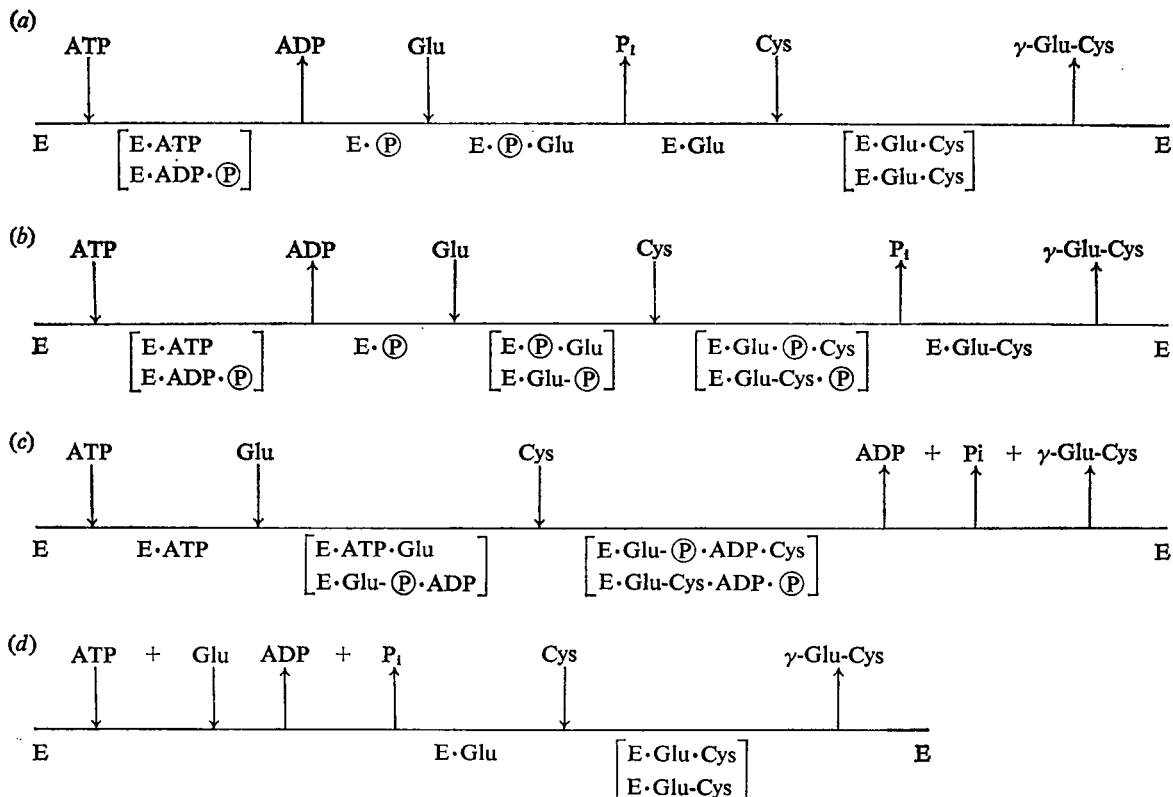 (a)
ATP ADP Glu Pi Cys γ-Glu-Cys
E [E·ATP E·Ⓟ E·Ⓟ·Glu E·Glu [E·Glu·Cys E
E·ADP·Ⓟ] E·Glu·Cys]
(b)
ATP ADP Glu Cys Pi γ-Glu-Cys
E [E·ATP E·Ⓟ [E·Ⓟ·Glu [E·Glu·Ⓟ·Cys E·Glu-Cys E
E·ADP·Ⓟ] E·Glu-Ⓟ] E·Glu-Cys·Ⓟ]
(c)
ATP Glu Cys ADP + Pi + γ-Glu-Cys
E E·ATP [E·ATP·Glu [E·Glu-Ⓟ·ADP·Cys E
E·Glu-Ⓟ·ADP] E·Glu-Cys·ADP·Ⓟ]
(d)
ATP + Glu ADP + Pi Cys γ-Glu-Cys
E E·Glu [E·Glu·Cys E
E·Glu-Cys]